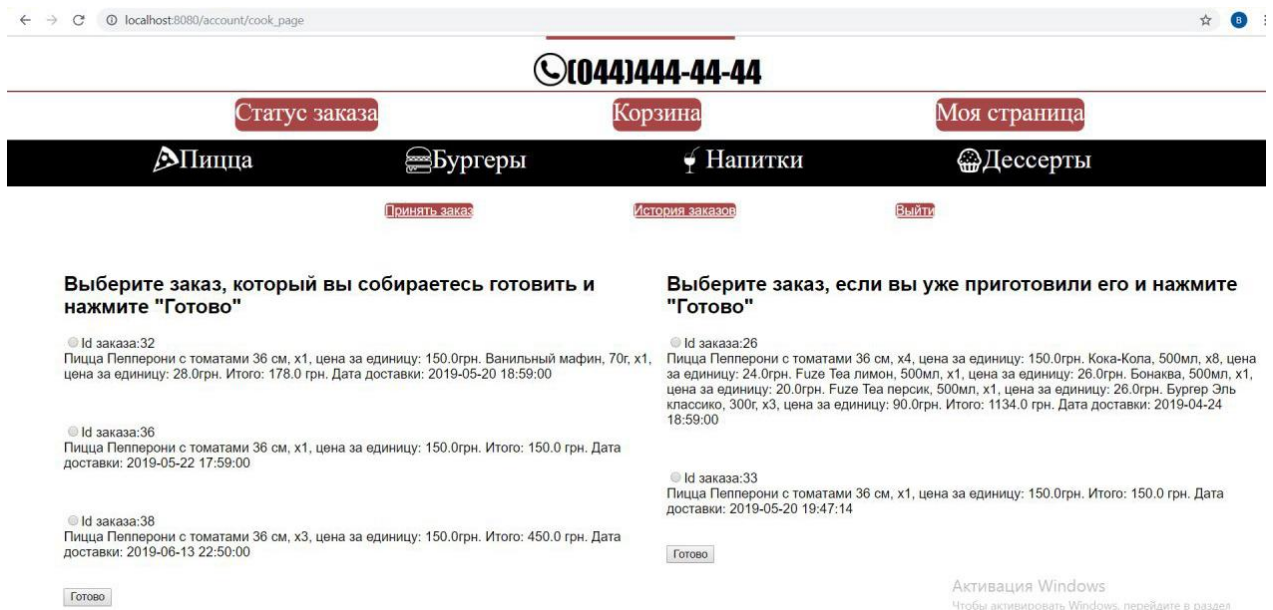 localhost:8080/account/cook_page
B
(044)444-44-44
Статус заказа
Корзина
Моя страница
Пицца
Бургеры
Напитки
Дессерты
Принять заказ
История заказов
Выйти
Выберите заказ, который вы собираетесь готовить и
нажмите "Готово"
Id заказа:32
Пицца Пепперони с томатами 36 см, x1, цена за единицу: 150.0грн. Ванильный мафин, 70г, x1,
цена за единицу: 28.0грн. Итого: 178.0 грн. Дата доставки: 2019-05-20 18:59:00
Id заказа:36
Пицца Пепперони с томатами 36 см, x1, цена за единицу: 150.0грн. Итого: 150.0 грн. Дата
доставки: 2019-05-22 17:59:00
Id заказа:38
Пицца Пепперони с томатами 36 см, x3, цена за единицу: 150.0грн. Итого: 450.0 грн. Дата
доставки: 2019-06-13 22:50:00
Готово
Выберите заказ, если вы уже приготовили его и нажмите
"Готово"
Id заказа:26
Пицца Пепперони с томатами 36 см, x4, цена за единицу: 150.0грн. Кока-Кола, 500мл, x8, цена
за единицу: 24.0грн. Fuze Tea лимон, 500мл, x1, цена за единицу: 26.0грн. Бонаква, 500мл, x1,
цена за единицу: 20.0грн. Fuze Tea персик, 500мл, x1, цена за единицу: 26.0грн. Бургер Эль
классико, 300г, x3, цена за единицу: 90.0грн. Итого: 1134.0 грн. Дата доставки: 2019-04-24
18:59:00
Id заказа:33
Пицца Пепперони с томатами 36 см, x1, цена за единицу: 150.0грн. Итого: 150.0 грн. Дата
доставки: 2019-05-20 19:47:14
Готово
Активация Windows
Чтобы активировать Windows, перейдите в раздел